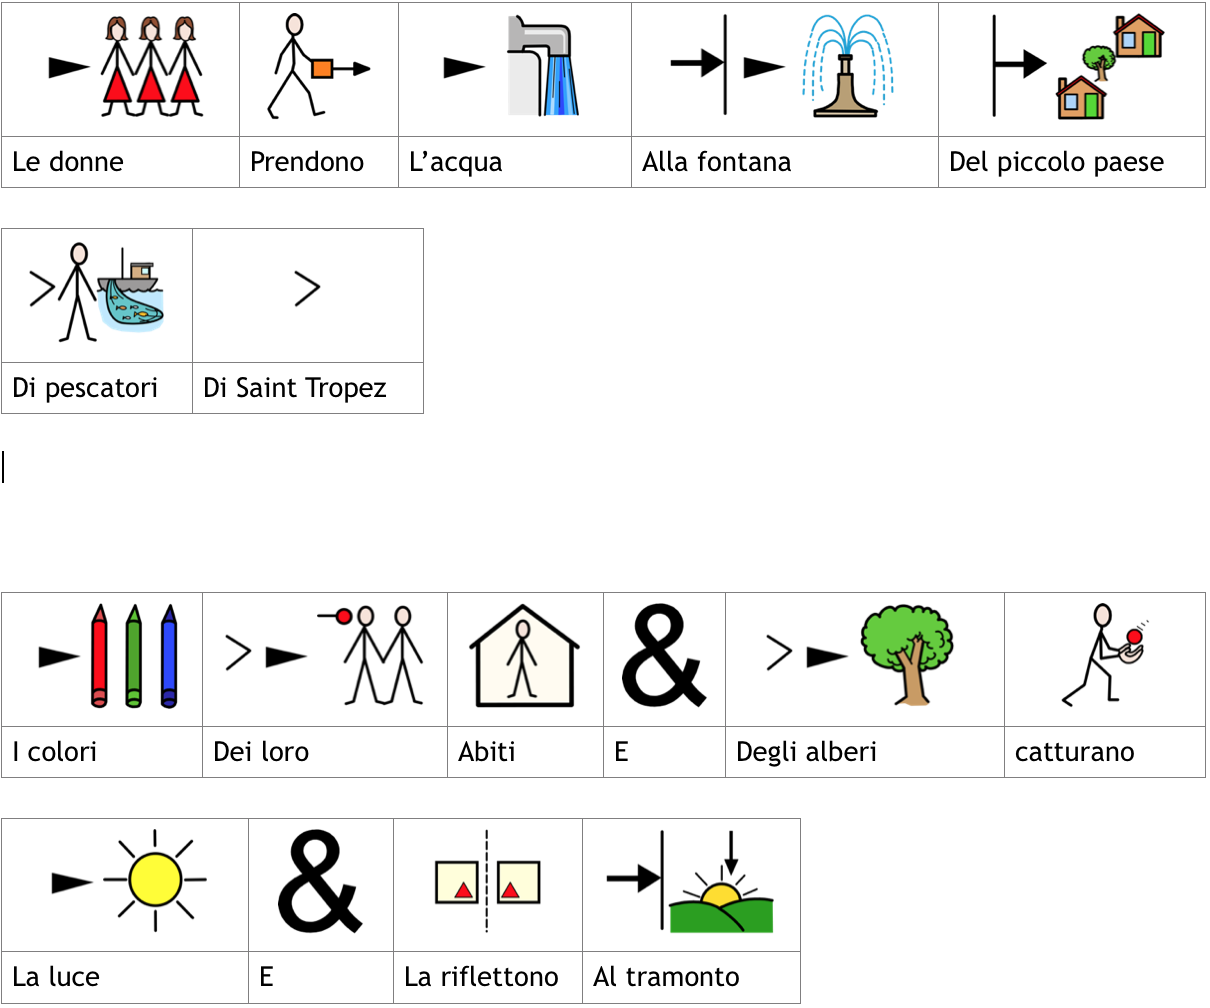 Le donne Prendono L’acqua Alla fontana Del piccolo paese
Di pescatori Di Saint Tropez
& 
I colori Dei loro Abiti E Degli alberi catturano
&
La luce E La riflettono Al tramonto